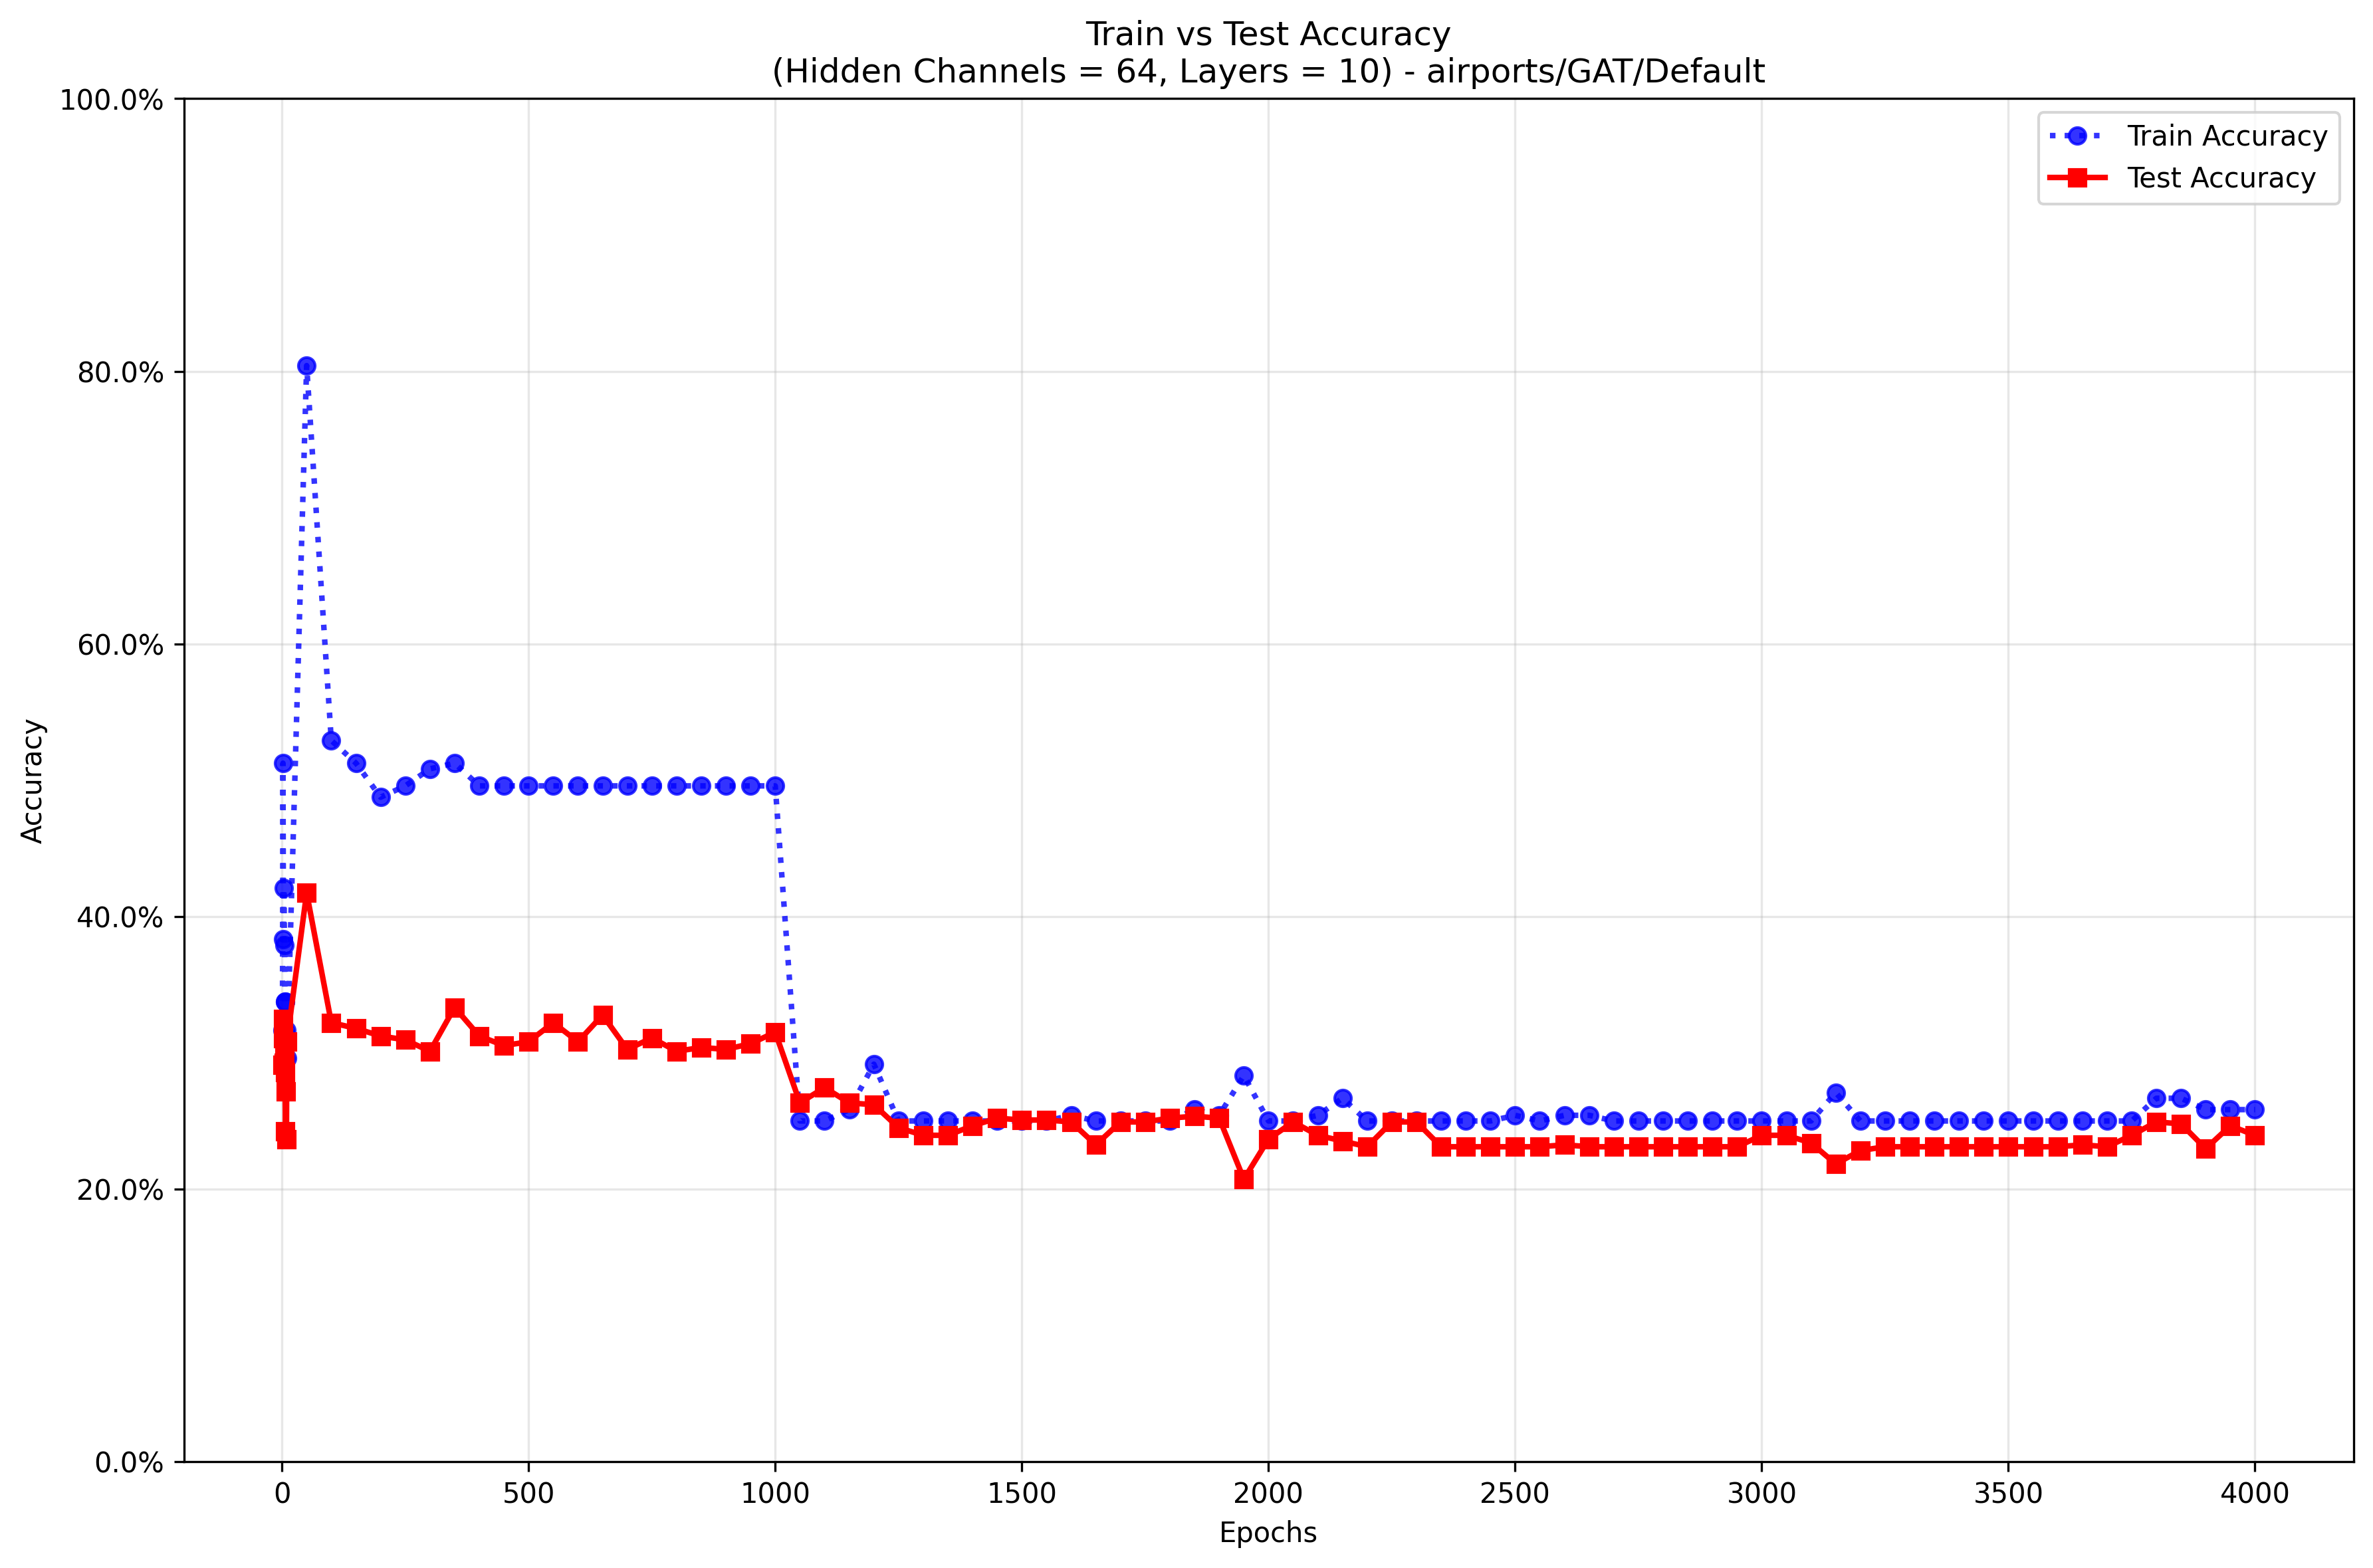 Train vs Test Accuracy
(Hidden Channels = 64, Layers = 10) - airports/GAT/Default
100.0%
80.0%
60.0%
40.0%
20.0%
0.0%
Accuracy
Train Accuracy
Test Accuracy
0
500
1000
1500
2000
2500
3000
3500
4000
Epochs